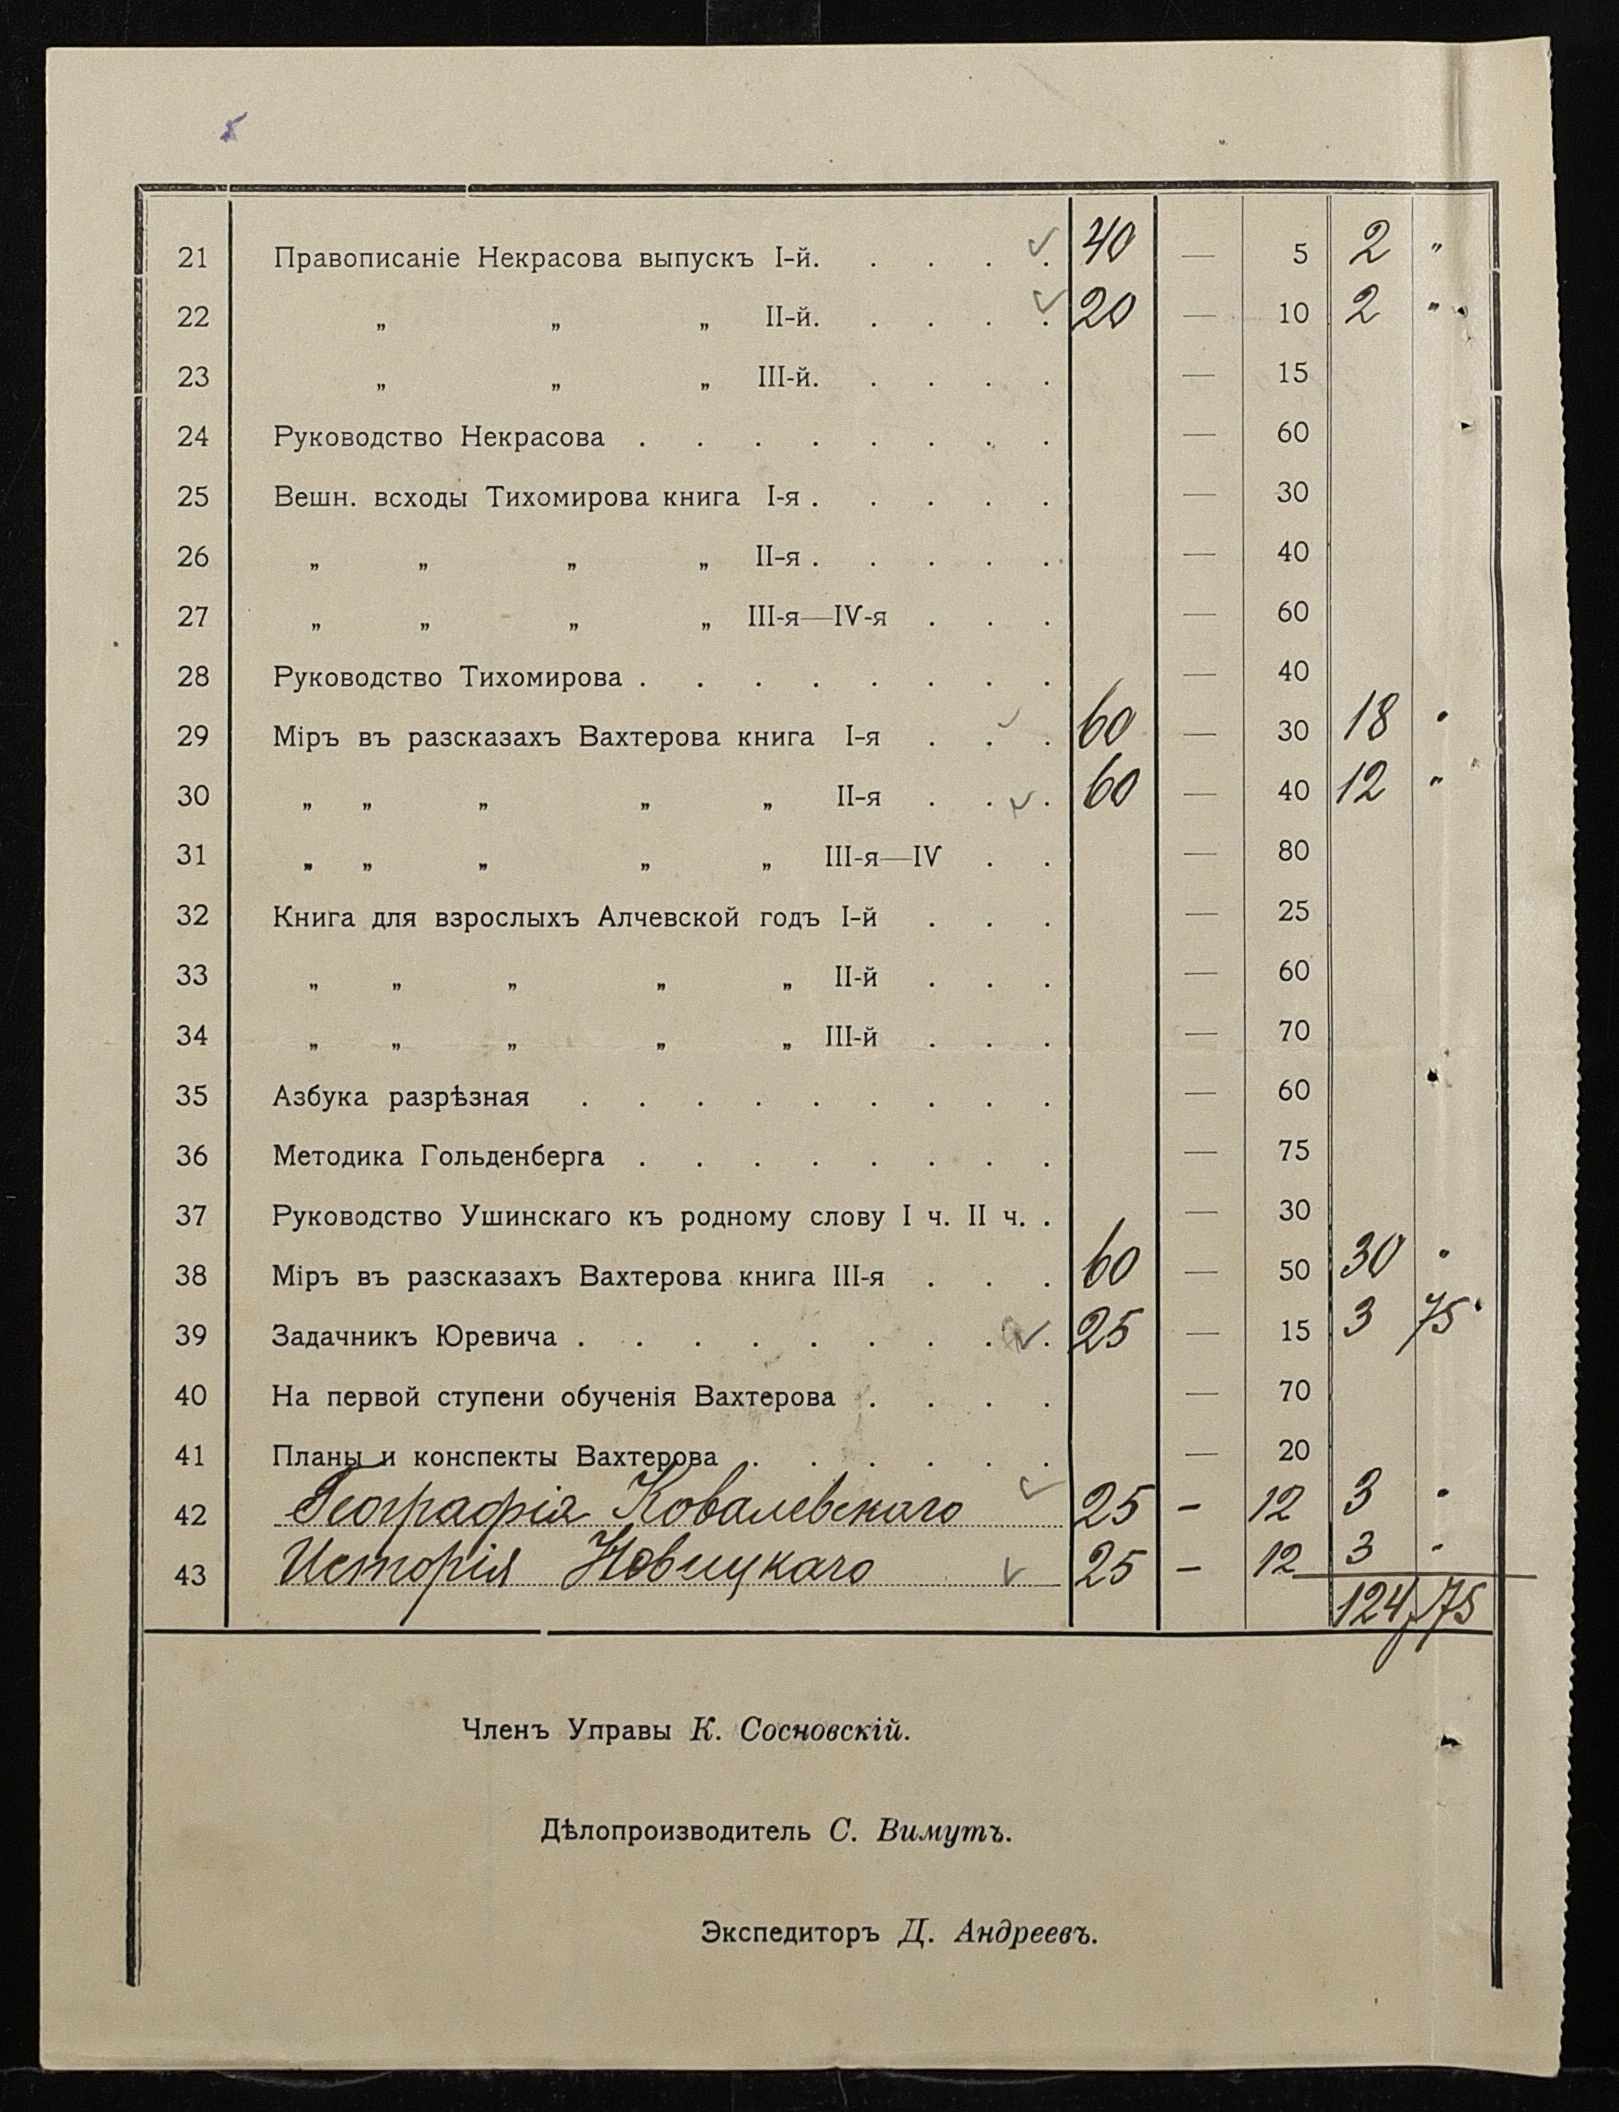 21 Правописаніе Некрасова выпускъ I-й. . . . . 40 — 5 2 "
22 „ „ „ II-й. . . . . 20 — 10 2 "
23 „ „ „ III-й. . . . . — 15
24 Руководство Некрасова . . . . . . . . — 60
25 Вешн. всходы Тихомирова книга I-я . . . . . — 30
26 „ „ „ „ II-я . . . . . — 40
27 „ „ „ „ III-я—IV-я . . . — 60
28 Руководство Тихомирова . . . . . . . . — 40
29 Міръ въ разсказахъ Вахтерова книга I-я . . . 60 — 30 18 "
30 „ „ „ „ „ II-я . . . 60 — 40 12 "
31 „ „ „ „ „ III-я—IV . . — 80
32 Книга для взрослыхъ Алчевской годъ I-й . . . — 25
33 „ „ „ „ „ II-й . . . — 60
34 „ „ „ „ „ III-й . . . — 70
35 Азбука разрѣзная . . . . . . . . . — 60
36 Методика Гольденберга . . . . . . . . — 75
37 Руководство Ушинскаго къ родному слову I ч. II ч. . — 30
38 Міръ въ разсказахъ Вахтерова книга III-я . . . 60 — 50 30 "
39 Задачникъ Юревича . . . . . . . . . 25 — 15 3 75
40 На первой ступени обученія Вахтерова . . . . — 70
41 Планы и конспекты Вахтерова . . . . . . — 20
42 Географія Ковалевскаго 25 - 12 3 "
43 Исторія Новицкаго 25 - 12 3 "
124,75
Членъ Управы К. Сосновскій.
Дѣлопроизводитель С. Вимутъ.
Экспедиторъ Д. Андреевъ.